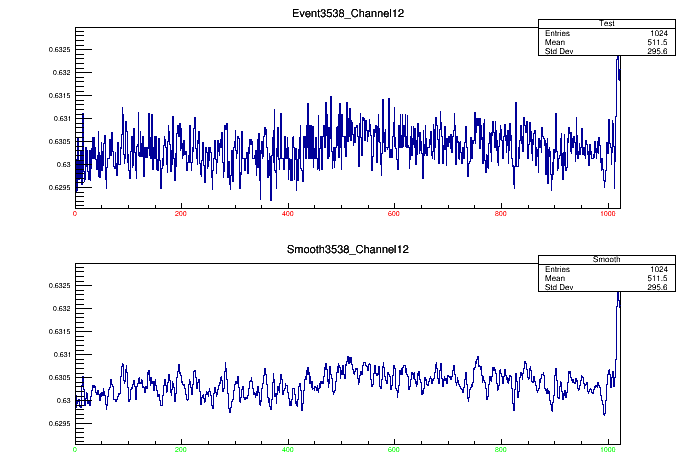 Event3538_Channel12
Test
Entries 1024
Mean 511.5
Std Dev 295.6
0.6325
0.632
0.6315
0.631
0.6305
0.63
0.6295
0 200 400 600 800 1000
Smooth3538_Channel12
Smooth
Entries 1024
Mean 511.5
Std Dev 295.6
0.6325
0.632
0.6315
0.631
0.6305
0.63
0.6295
0 200 400 600 800 1000